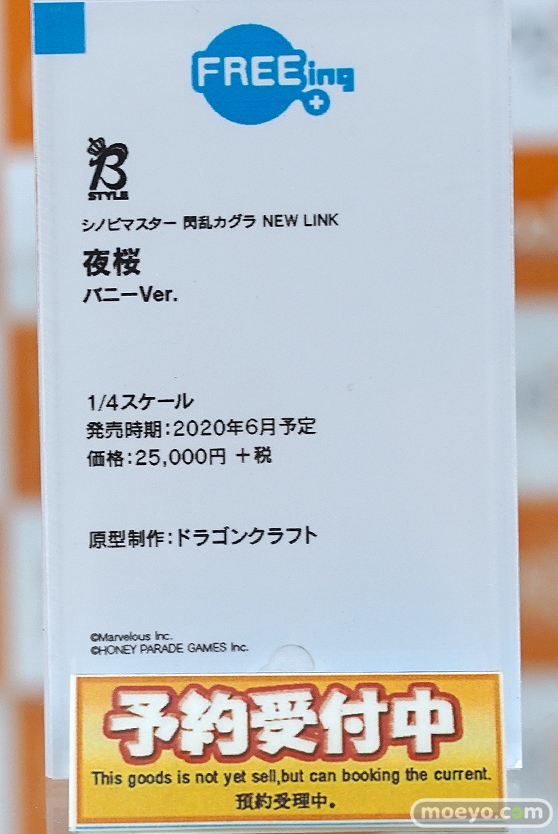 FREEing
B
STYLE
シノビマスター 閃乱カグラ NEW LINK
夜桜
バニーVer.
1/4スケール
発売時期:2020年6月予定
価格:25,000円 +税
原型制作:ドラゴンクラフト
©Marvelous Inc.
©HONEY PARADE GAMES Inc.
予約受付中
This goods is not yet sell,but can booking the current.
預約受理中。
moeyo.com